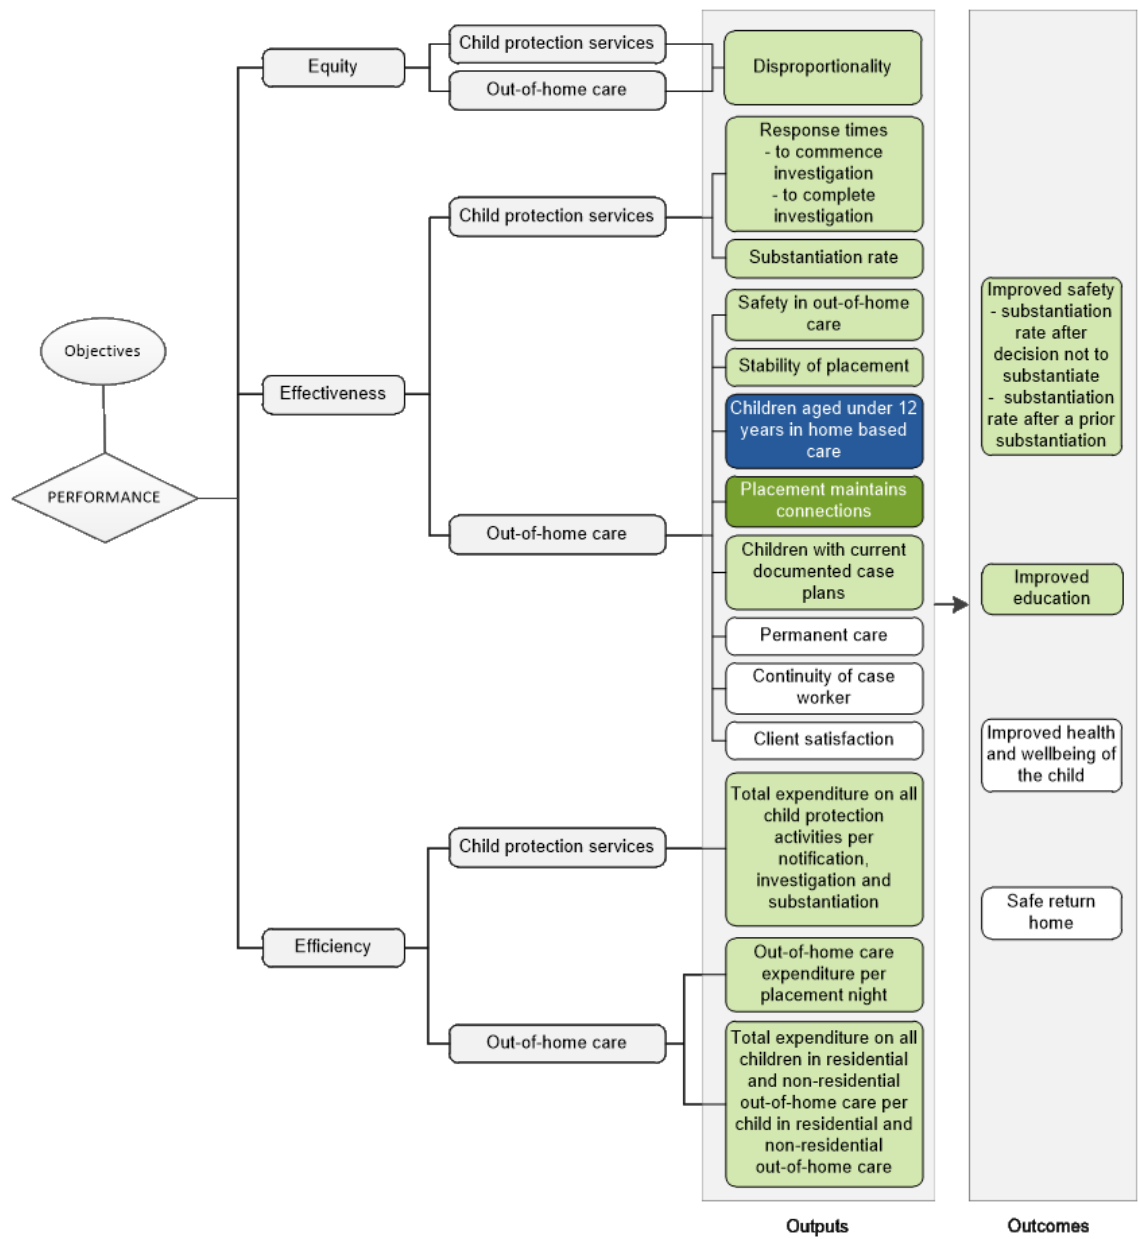 Objectives
PERFORMANCE
Equity
Child protection services
Out-of-home care
Disproportionality
Effectiveness
Child protection services
Response times
- to commence
investigation
- to complete
investigation
Substantiation rate
Out-of-home care
Safety in out-of-home
care
Stability of placement
Children aged under 12
years in home based
care
Placement maintains
connections
Children with current
documented case
plans
Permanent care
Continuity of case
worker
Client satisfaction
Efficiency
Child protection services
Total expenditure on all
child protection
activities per
notification,
investigation and
substantiation
Out-of-home care
Out-of-home care
expenditure per
placement night
Total expenditure on all
children in residential
and non-residential
out-of-home care per
child in residential and
non-residential
out-of-home care
Outputs
Improved safety
- substantiation
rate after
decision not to
substantiate
- substantiation
rate after a prior
substantiation
Improved
education
Improved health
and wellbeing of
the child
Safe return
home
Outcomes